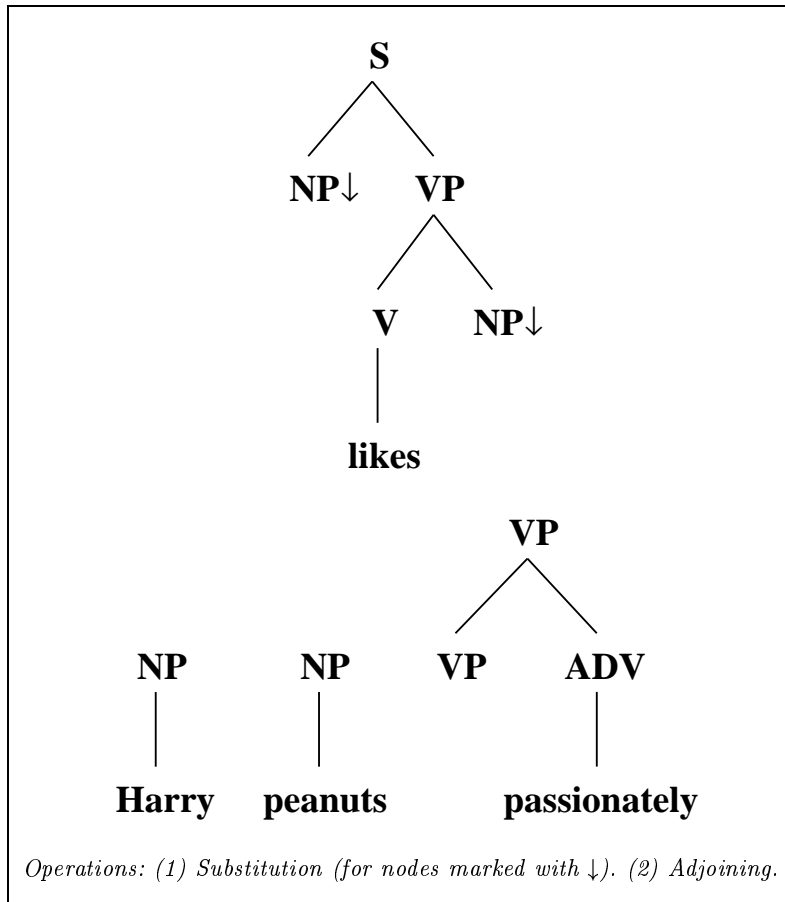 S
NP↓ VP
V NP↓
likes
VP
NP NP VP ADV
Harry peanuts passionately
Operations: (1) Substitution (for nodes marked with ↓). (2) Adjoining.